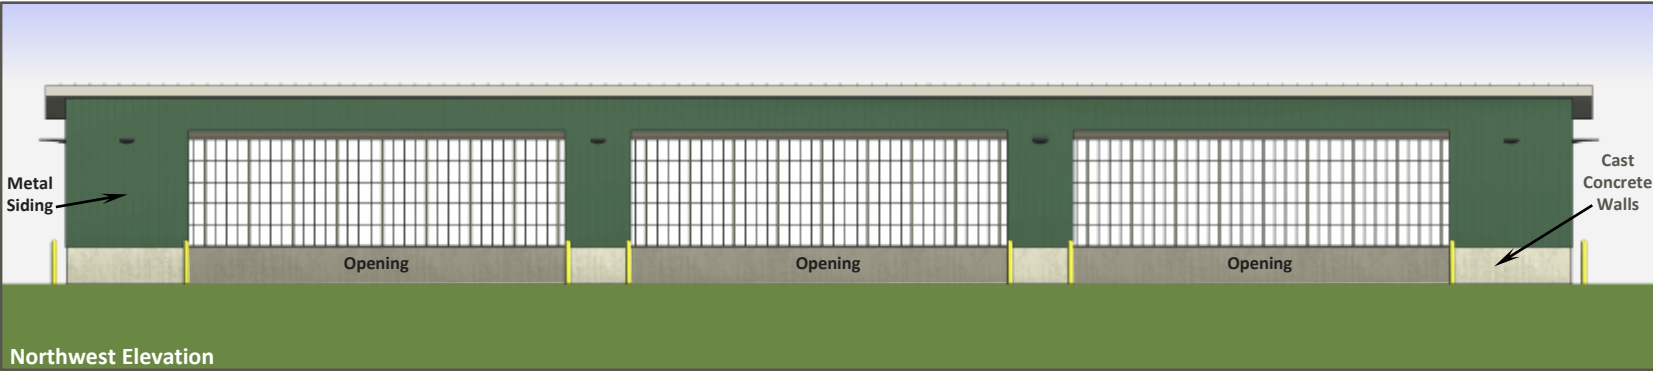 Metal
Siding
Opening
Opening
Opening
Cast
Concrete
Walls
Northwest Elevation